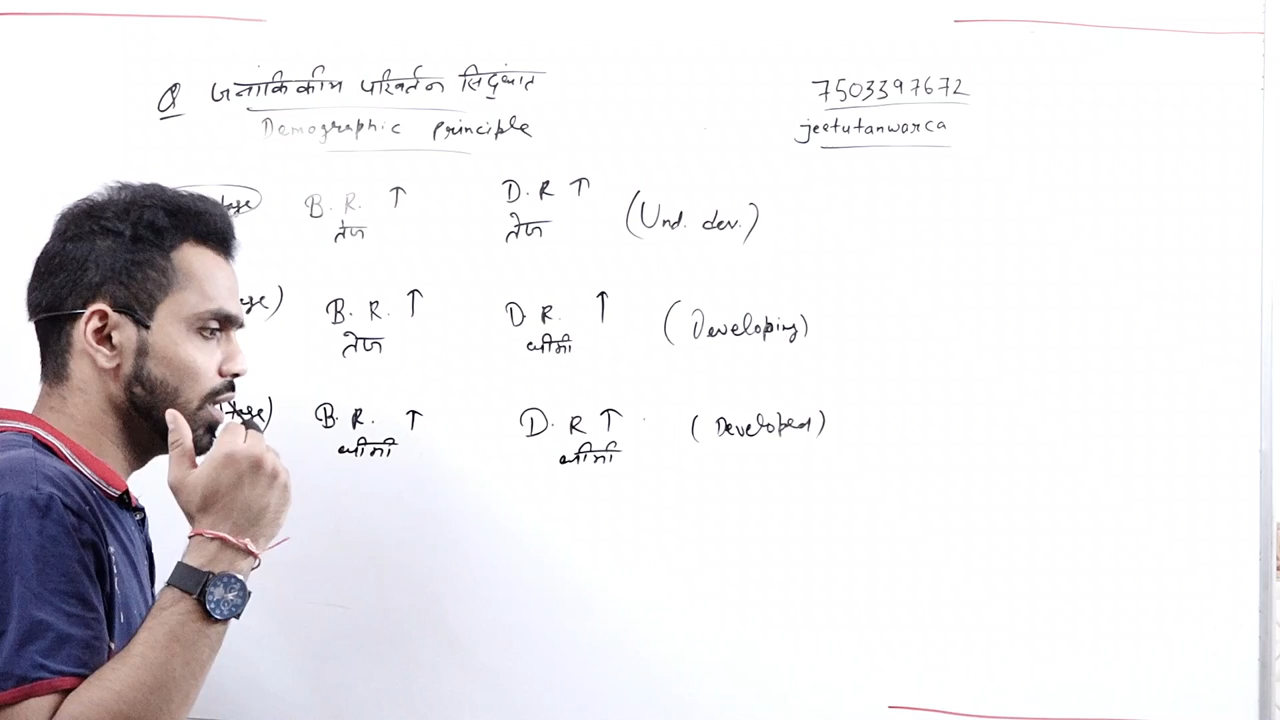 Q जनांकिकीय परिवर्तन सिद्धांत
Demographic principle
7503397672
jeetutanwarca
B. R. ↑ D. R ↑ (Und. dev.)
तेज तेज
B. R. ↑ D R. ↑ (Developing)
तेज धीमी
B. R. ↑ D. R ↑ (Developed)
धीमी धीमी